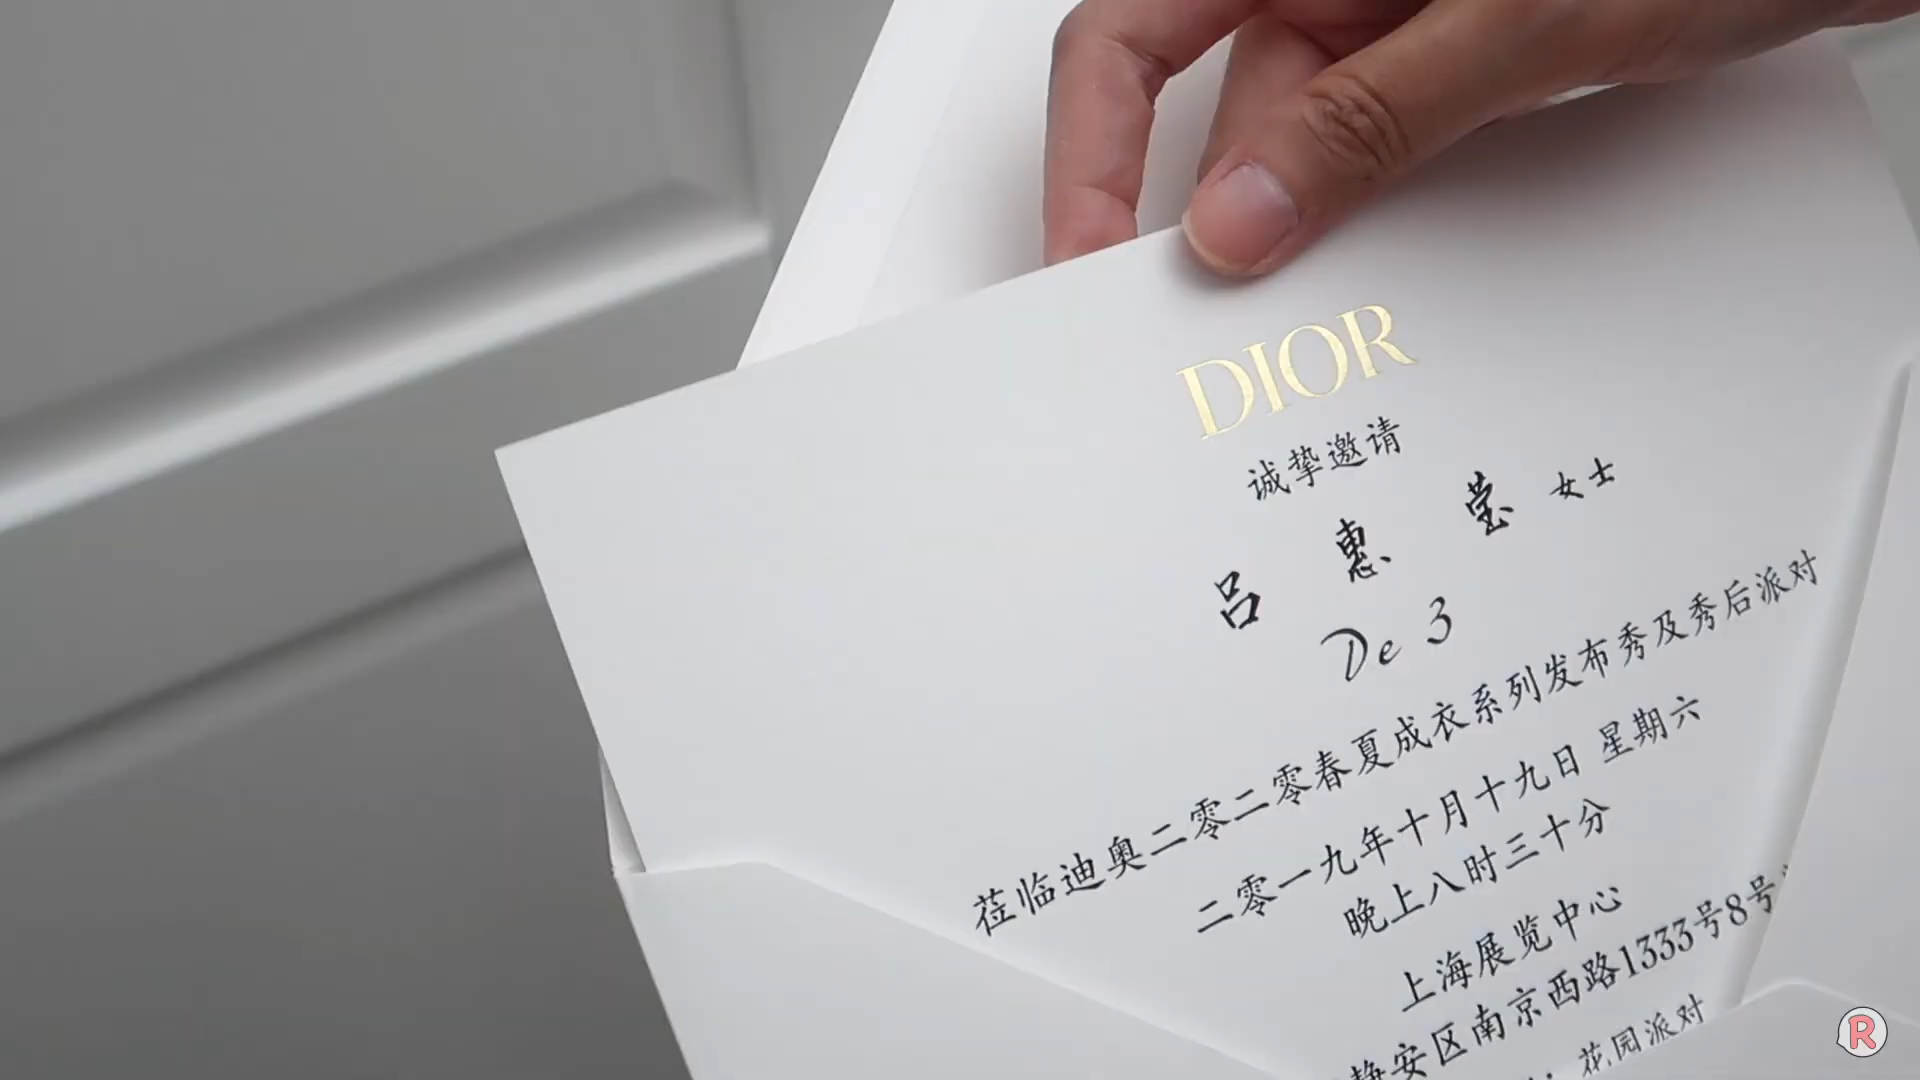 DIOR
诚挚邀请
吕 惠 莹 女士
De 3
莅临迪奥二零二零春夏成衣系列发布秀及秀后派对
二零一九年十月十九日 星期六
晚上八时三十分
上海展览中心
静安区南京西路1333号8号
花园派对
R